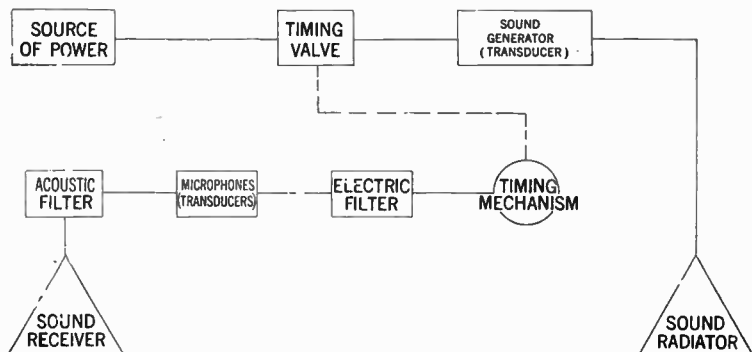 SOURCE
OF POWER
TIMING
VALVE
SOUND
GENERATOR
(TRANSDUCER)
ACOUSTIC
FILTER
MICROPHONES
(TRANSDUCERS)
ELECTRIC
FILTER
TIMING
MECHANISM
SOUND
RECEIVER
SOUND
RADIATOR